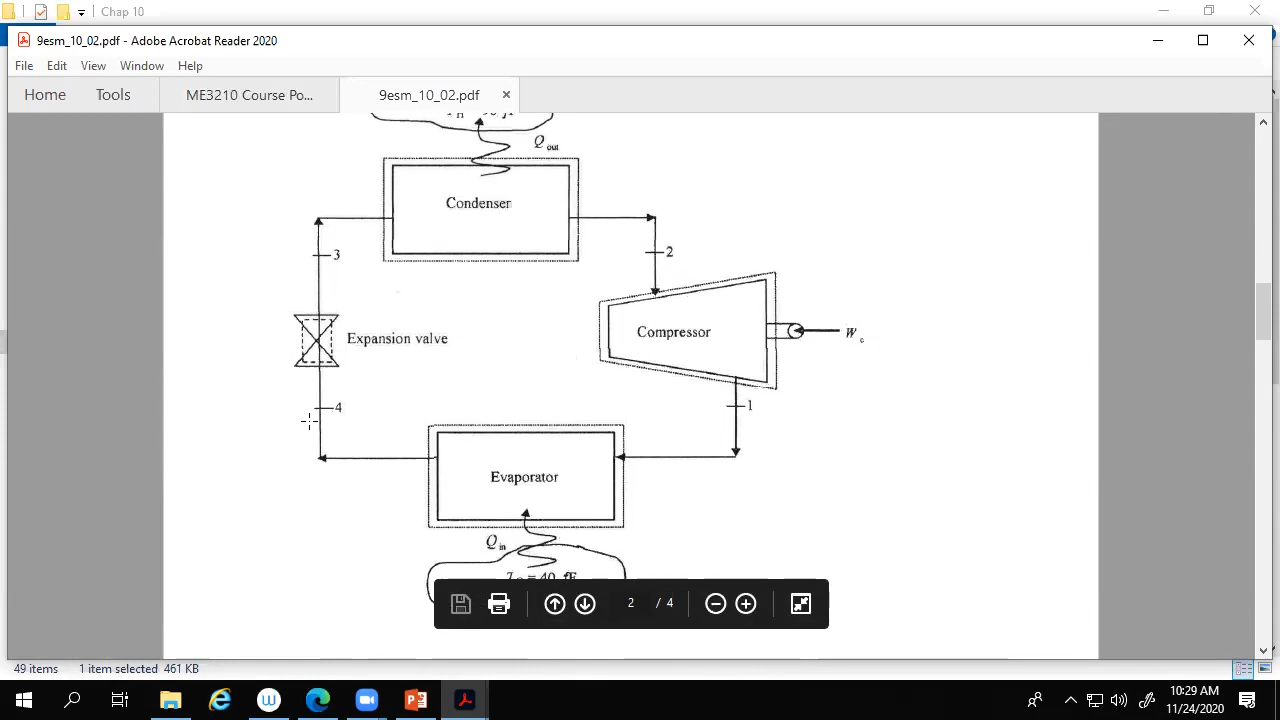 Chap 10
9esm_10_02.pdf - Adobe Acrobat Reader 2020
File Edit View Window Help
Home Tools ME3210 Course Po... 9esm_10_02.pdf ×
Q out
Condenser
3
2
Expansion valve
Compressor
W c
4
1
Evaporator
Q in
= 40
2 / 4
49 items 1 item selected 461 KB
10:29 AM
11/24/2020